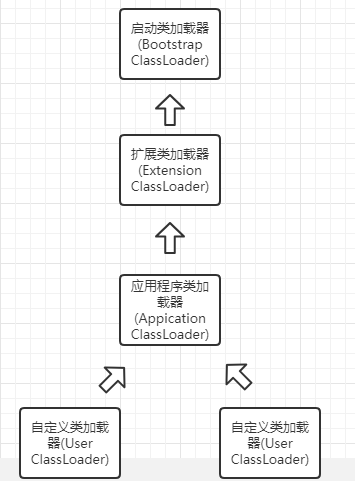 启动类加载器
(Bootstrap
ClassLoader)
扩展类加载器
(Extension
ClassLoader)
应用程序类加
载器
(Appication
ClassLoader)
自定义类加载
器(User
ClassLoader)
自定义类加载
器(User
ClassLoader)